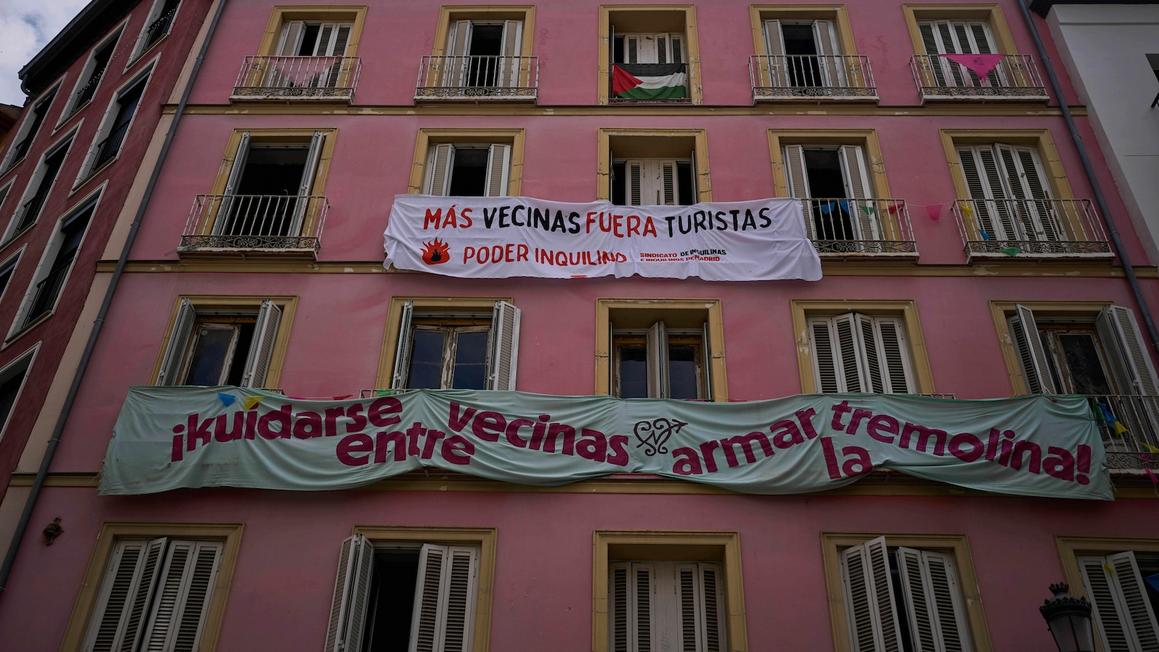 MÁS VECINAS FUERA TURISTAS
PODER INQUILINO
SINDICATO DE INQUILINAS
E INQUILINOS DE MADRID
¡kuidarse entre vecinas armar la tremolina!